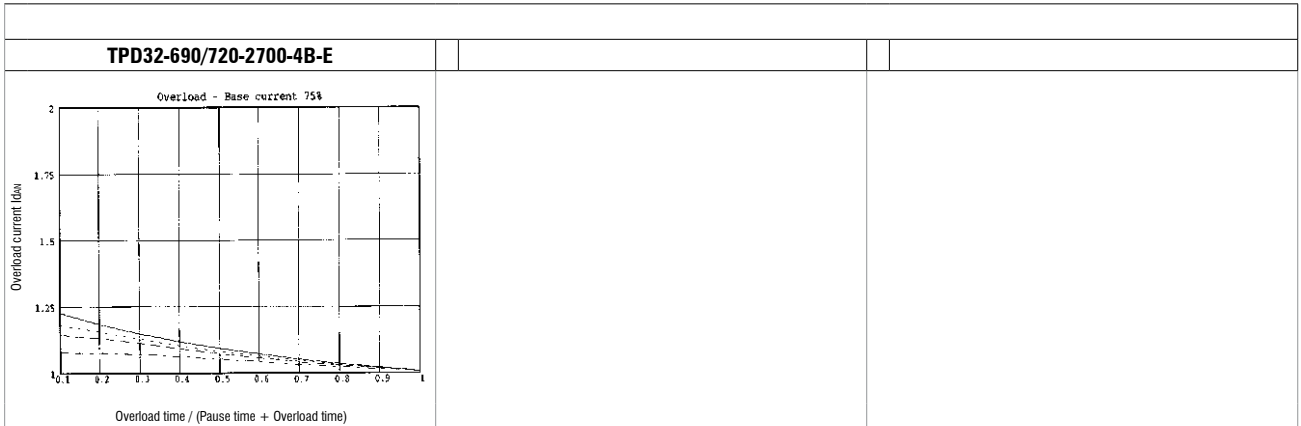 TPD32-690/720-2700-4B-E
Overload - Base current 75%
2
1.75
1.5
1.25
1
Overload current IdAN
0.1 0.2 0.3 0.4 0.5 0.6 0.7 0.8 0.9 1
Overload time / (Pause time + Overload time)